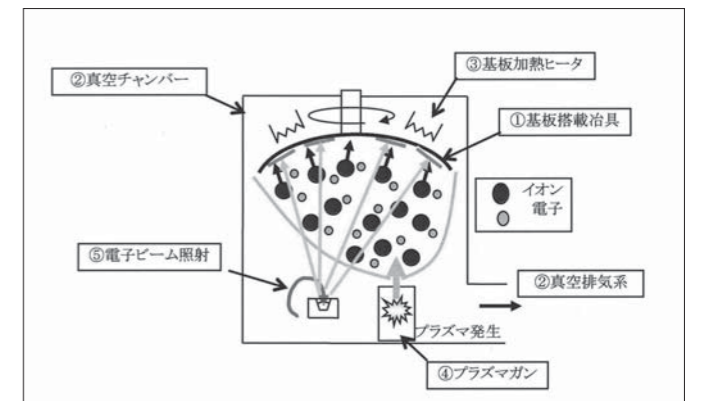 ③基板加熱ヒータ
②真空チャンバー
①基板搭載冶具
イオン
電子
⑤電子ビーム照射
②真空排気系
プラズマ発生
④プラズマガン